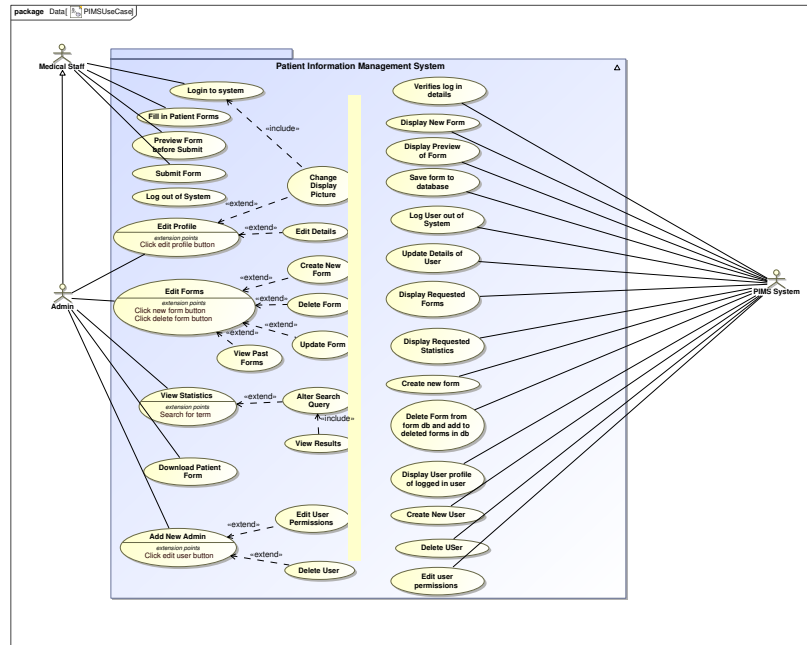 package Data[ PIMSUseCase]
Patient Information Management System
Medical Staff
Admin
PIMS System
Login to system
Fill in Patient Forms
Preview Form
before Submit
Submit Form
Log out of System
«include»
Change
Display
Picture
«extend»
Edit Profile
extension points
Click edit profile button
«extend»
Edit Details
Edit Forms
extension points
Click new form button
Click delete form button
«extend»
Create New
Form
«extend»
Delete Form
«extend»
Update Form
View Past
Forms
«extend»
View Statistics
extension points
Search for term
«extend»
Alter Search
Query
«include»
View Results
Download Patient
Form
Add New Admin
extension points
Click edit user button
«extend»
Edit User
Permissions
«extend»
Delete User
Verifies log in
details
Display New Form
Display Preview
of Form
Save form to
database
Log User out of
System
Update Details of
User
Display Requested
Forms
Display Requested
Statistics
Create new form
Delete Form from
form db and add to
deleted forms in db
Display User profile
of logged in user
Create New User
Delete USer
Edit user
permissions